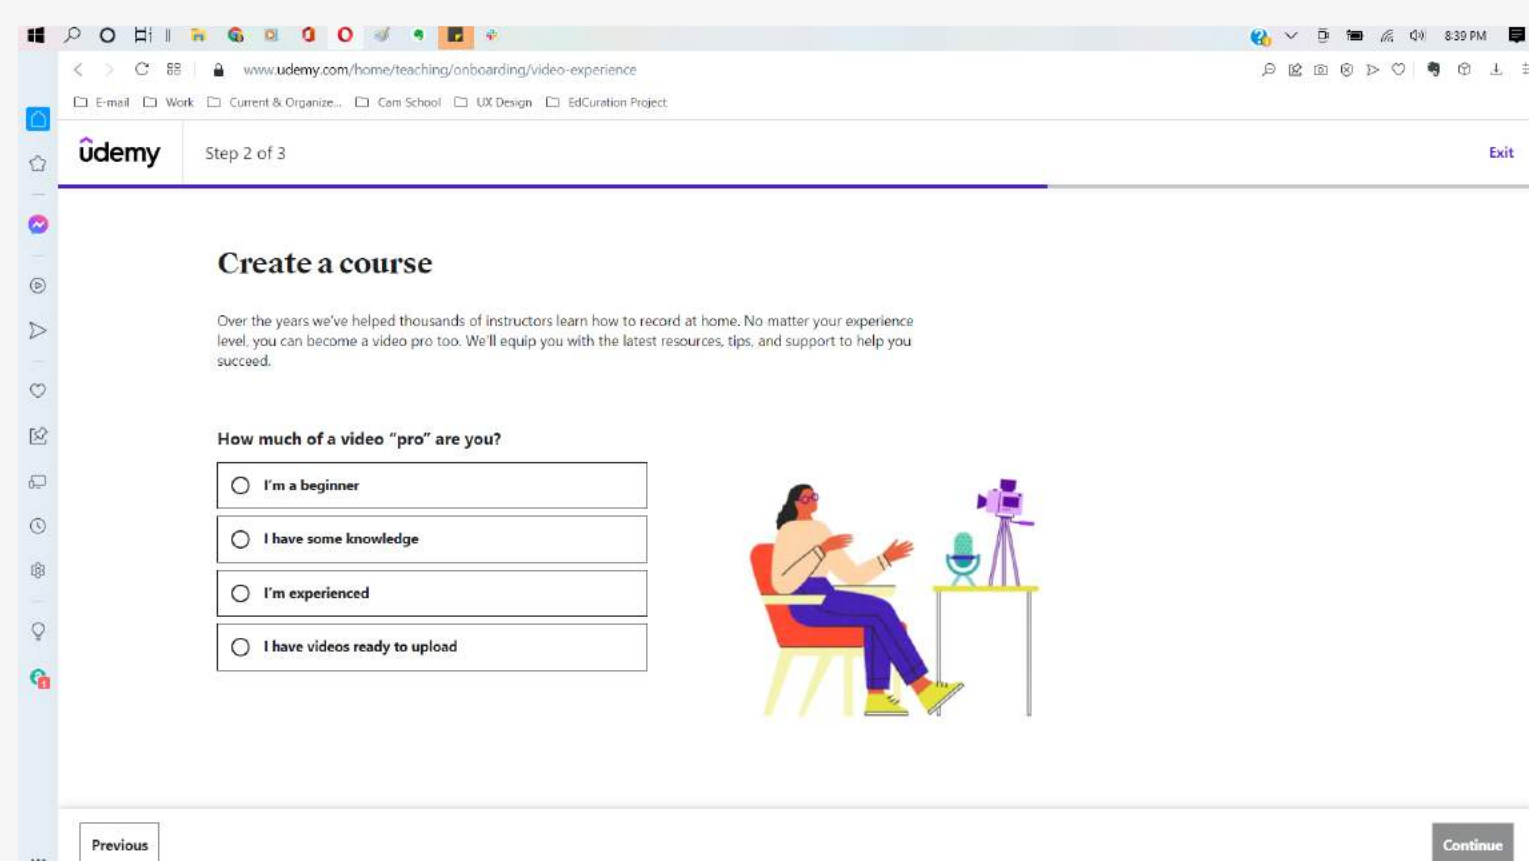 8:39 PM
www.udemy.com/home/teaching/onboarding/video-experience
E-mail Work Current & Organize... Cam School UX Design EdCuration Project
ûdemy Step 2 of 3 Exit
Create a course
Over the years we've helped thousands of instructors learn how to record at home. No matter your experience
level, you can become a video pro too. We'll equip you with the latest resources, tips, and support to help you
succeed.
How much of a video "pro" are you?
I'm a beginner
I have some knowledge
I'm experienced
I have videos ready to upload
1
Previous Continue